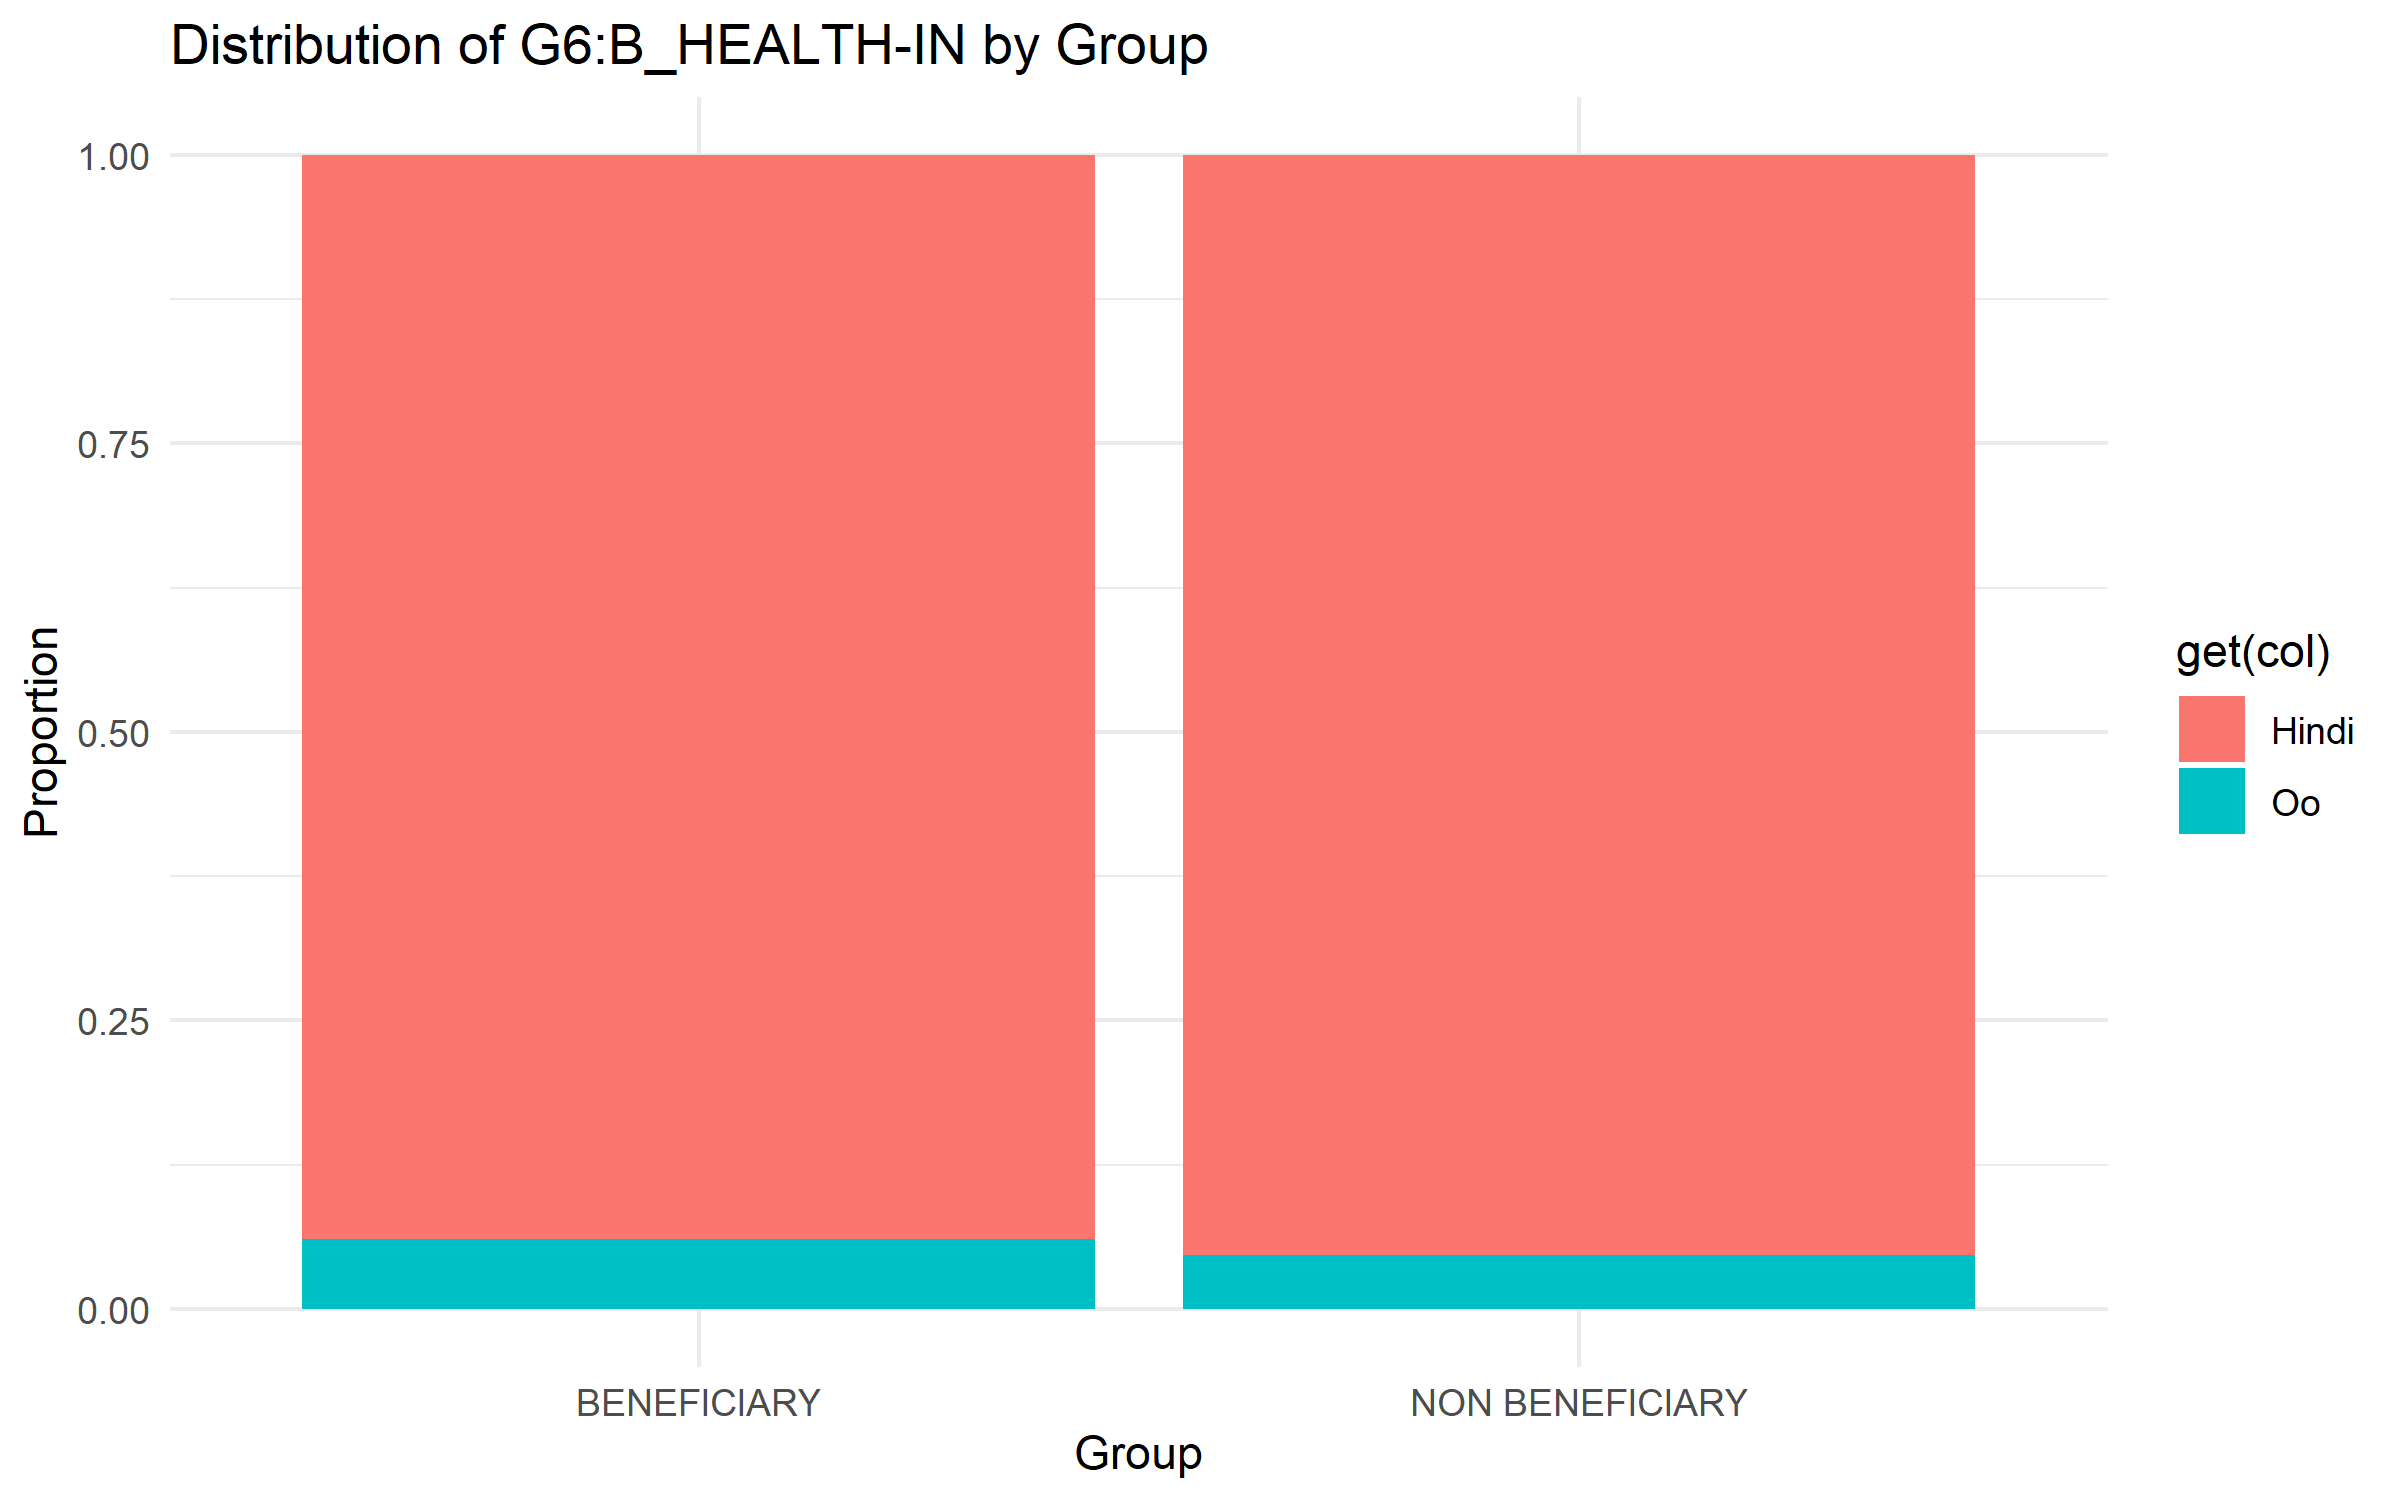 Distribution of G6:B_HEALTH-IN by Group
1.00
0.75
0.50
0.25
0.00
Proportion
BENEFICIARY
NON BENEFICIARY
Group
get(col)
Hindi
Oo